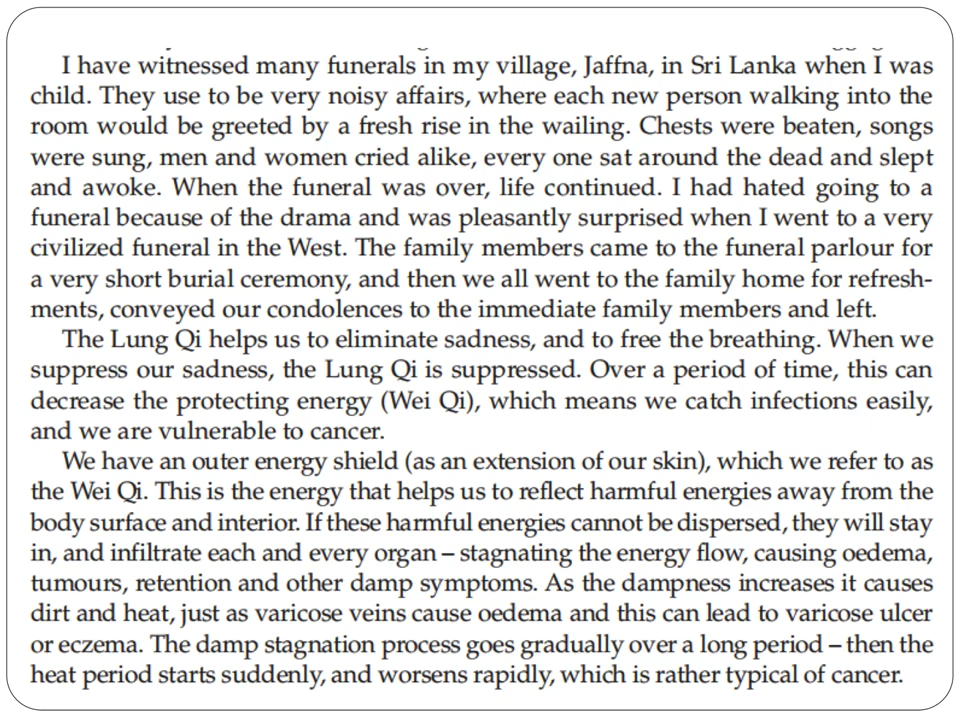 I have witnessed many funerals in my village, Jaffna, in Sri Lanka when I was
child. They use to be very noisy affairs, where each new person walking into the
room would be greeted by a fresh rise in the wailing. Chests were beaten, songs
were sung, men and women cried alike, every one sat around the dead and slept
and awoke. When the funeral was over, life continued. I had hated going to a
funeral because of the drama and was pleasantly surprised when I went to a very
civilized funeral in the West. The family members came to the funeral parlour for
a very short burial ceremony, and then we all went to the family home for refresh-
ments, conveyed our condolences to the immediate family members and left.
The Lung Qi helps us to eliminate sadness, and to free the breathing. When we
suppress our sadness, the Lung Qi is suppressed. Over a period of time, this can
decrease the protecting energy (Wei Qi), which means we catch infections easily,
and we are vulnerable to cancer.
We have an outer energy shield (as an extension of our skin), which we refer to as
the Wei Qi. This is the energy that helps us to reflect harmful energies away from the
body surface and interior. If these harmful energies cannot be dispersed, they will stay
in, and infiltrate each and every organ – stagnating the energy flow, causing oedema,
tumours, retention and other damp symptoms. As the dampness increases it causes
dirt and heat, just as varicose veins cause oedema and this can lead to varicose ulcer
or eczema. The damp stagnation process goes gradually over a long period – then the
heat period starts suddenly, and worsens rapidly, which is rather typical of cancer.